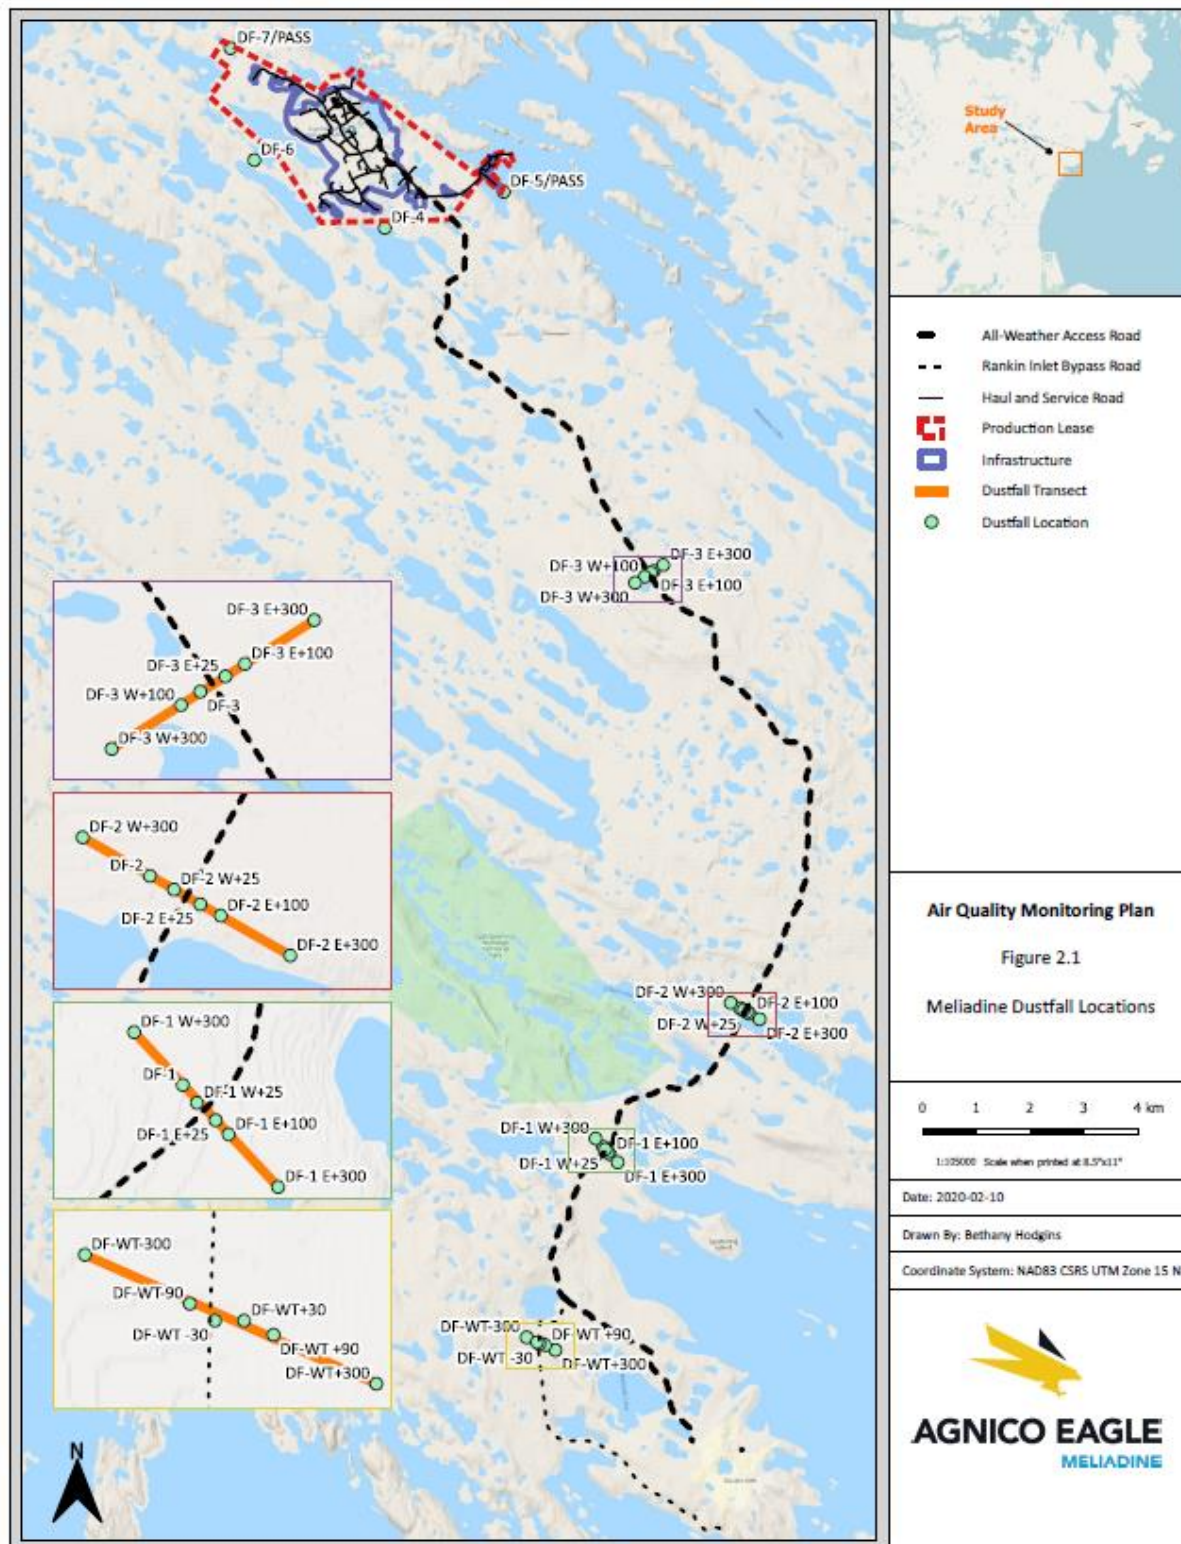 DF-7/PASS
DF-6
DF-5/PASS
DF-4
DF-3 E+300
DF-3 W+100
DF-3 E+100
DF-3 W+300
DF-3 E+300
DF-3 E+100
DF-3 E+25
DF-3 W+100
DF-3
DF-3 W+300
DF-2 W+300
DF-2
DF-2 W+25
DF-2 E+100
DF-2 E+25
DF-2 E+300
DF-2 W+300
DF-2 E+100
DF-2 W+25
DF-2 E+300
DF-1 W+300
DF-1
DF-1 W+25
DF-1 E+100
DF-1 E+25
DF-1 E+300
DF-1 W+300
DF-1 E+100
DF-1 W+25
DF-1 E+300
DF-WT-300
DF-WT-90
DF-WT+30
DF-WT -30
DF-WT +90
DF-WT+300
DF-WT-300
DF-WT +90
DF-WT -30
DF-WT+300
N
Study
Area
All-Weather Access Road
Rankin Inlet Bypass Road
Haul and Service Road
Production Lease
Infrastructure
Dustfall Transect
Dustfall Location
Air Quality Monitoring Plan
Figure 2.1
Meliadine Dustfall Locations
0 1 2 3 4 km
1:105000 Scale when printed at 8.5"x11"
Date: 2020-02-10
Drawn By: Bethany Hodgins
Coordinate System: NAD83 CSRS UTM Zone 15 N
AGNICO EAGLE
MELIADINE